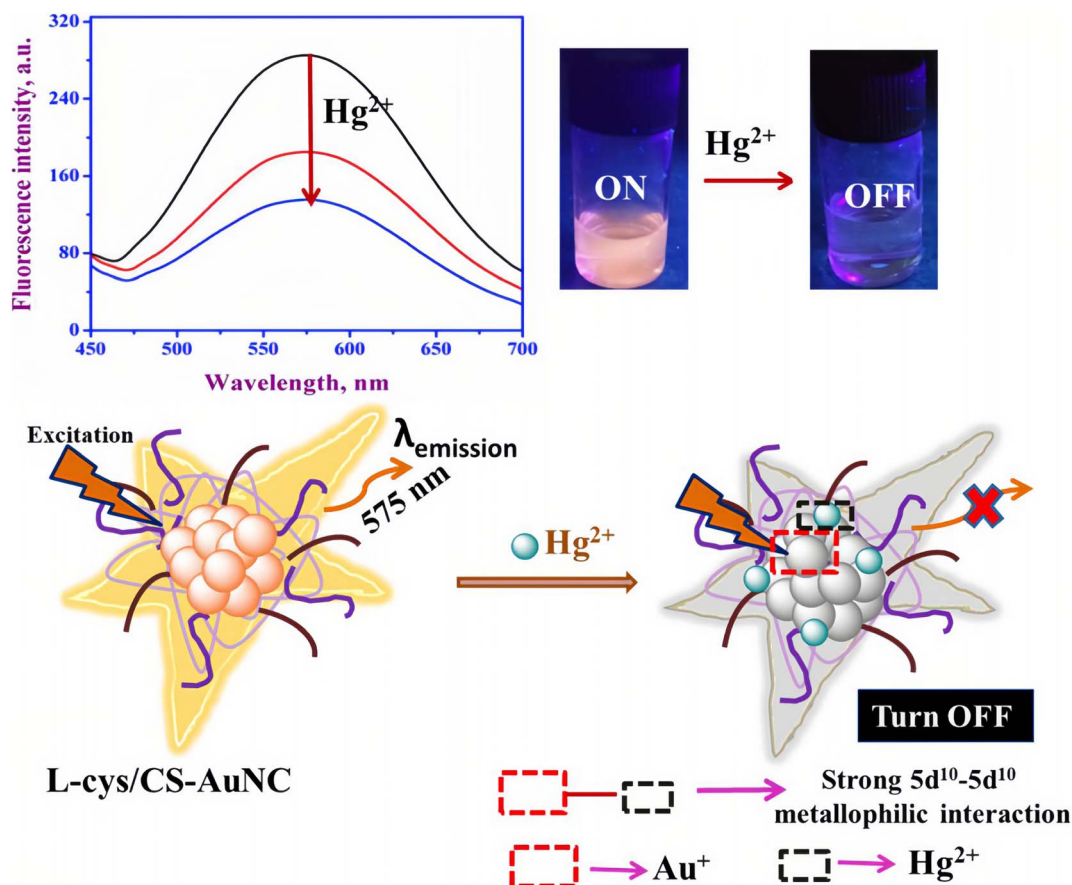 320
240
160
80
0
Fluorescence intensity, a.u.
Hg²⁺
450 500 550 600 650 700
Wavelength, nm
ON
Hg²⁺
OFF
Excitation
λemission
575 nm
Hg²⁺
L-cys/CS-AuNC
Turn OFF
Strong 5d¹⁰-5d¹⁰
metallophilic interaction
Au⁺
Hg²⁺